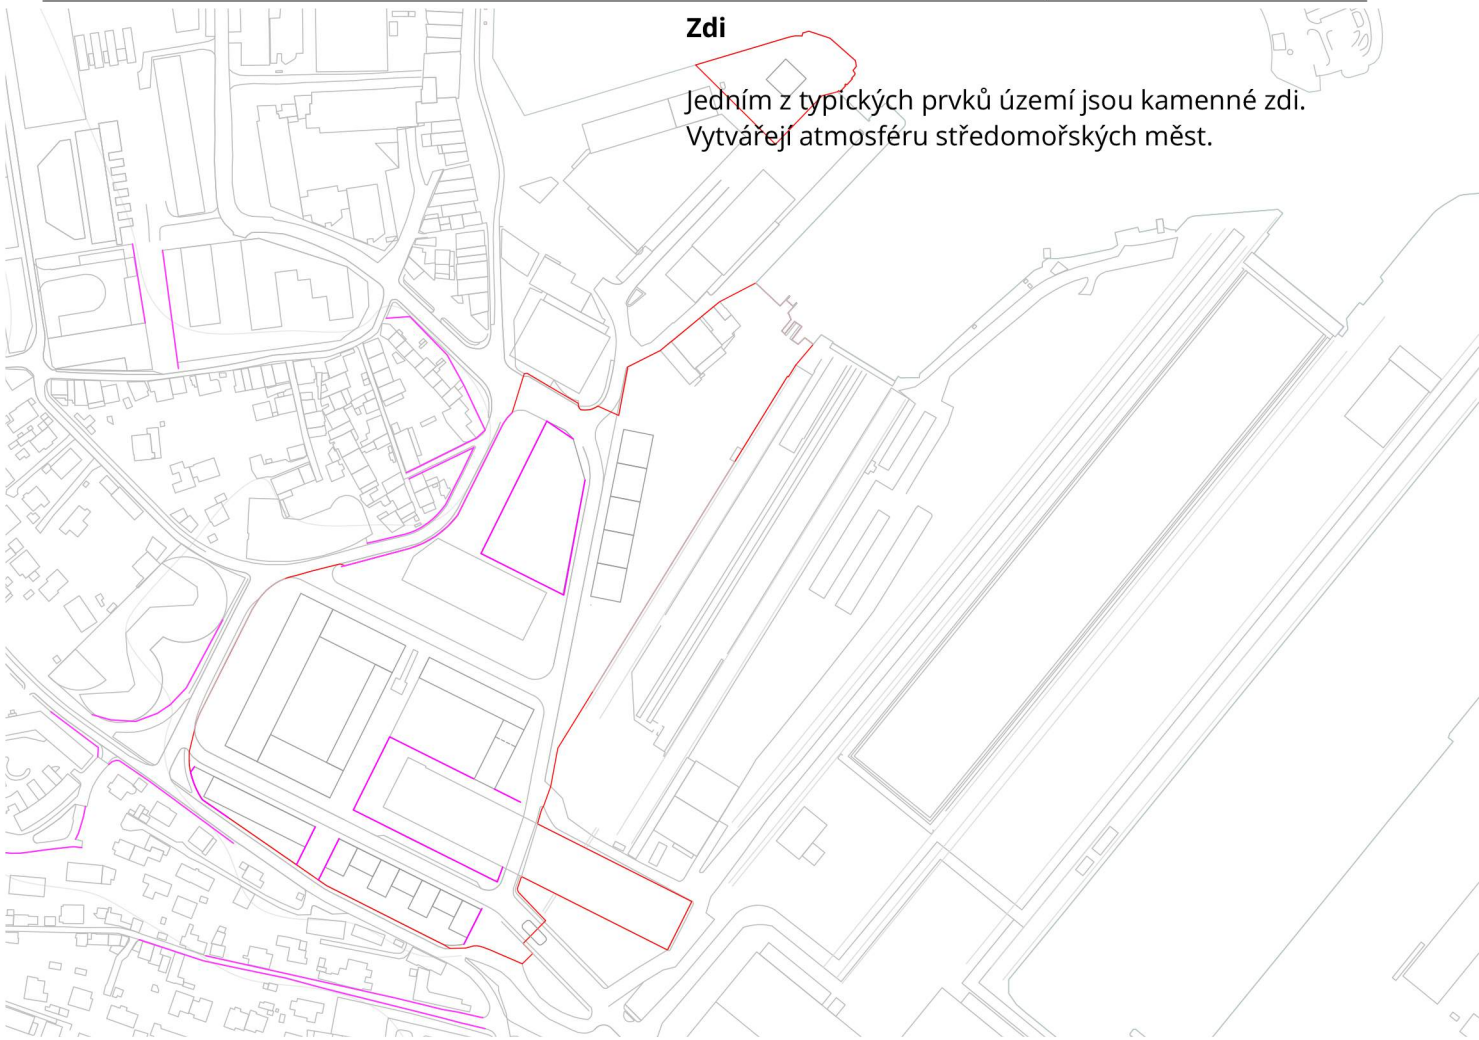 Zdi
Jedním z typických prvků území jsou kamenné zdi.
Vytvářejí atmosféru středomořských měst.